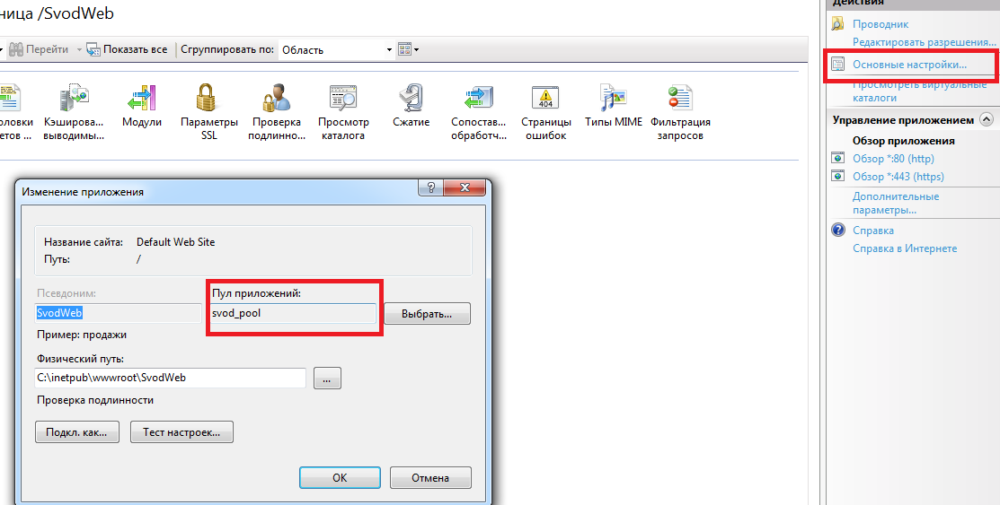 ница /SvodWeb
Перейти
Показать все
Сгруппировать по:
Область
оловки
етов ...
Кэширова...
выводимы...
Модули
Параметры
SSL
Проверка
подлинно...
Просмотр
каталога
Сжатие
Сопостав...
обработч...
404
Страницы
ошибок
Типы MIME
Фильтрация
запросов
Изменение приложения
?
Название сайта: Default Web Site
Путь: /
Псевдоним:
SvodWeb
Пул приложений:
svod_pool
Выбрать...
Пример: продажи
Физический путь:
C:\inetpub\wwwroot\SvodWeb
...
Проверка подлинности
Подкл. как...
Тест настроек...
OK
Отмена
Действия
Проводник
Редактировать разрешения...
Основные настройки...
Просмотреть виртуальные
каталоги
Управление приложением
Обзор приложения
Обзор *:80 (http)
Обзор *:443 (https)
Дополнительные
параметры...
Справка
Справка в Интернете